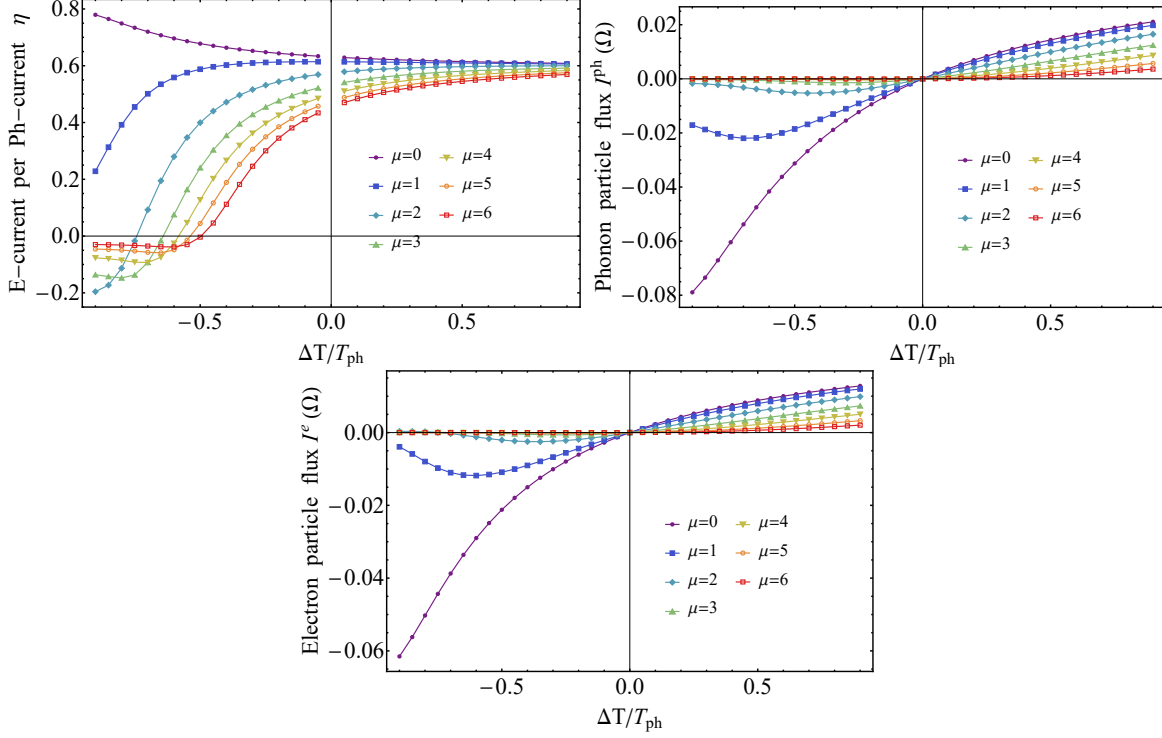 E−current per Ph−current η
0.8
0.6
0.4
0.2
0.0
−0.2
−0.5
0.0
0.5
ΔT/T_ph
μ=0
μ=4
μ=1
μ=5
μ=2
μ=6
μ=3
Phonon particle flux I^ph (Ω)
0.02
0.00
−0.02
−0.04
−0.06
−0.08
−0.5
0.0
0.5
ΔT/T_ph
μ=0
μ=4
μ=1
μ=5
μ=2
μ=6
μ=3
Electron particle flux I^e (Ω)
0.00
−0.02
−0.04
−0.06
−0.5
0.0
0.5
ΔT/T_ph
μ=0
μ=4
μ=1
μ=5
μ=2
μ=6
μ=3